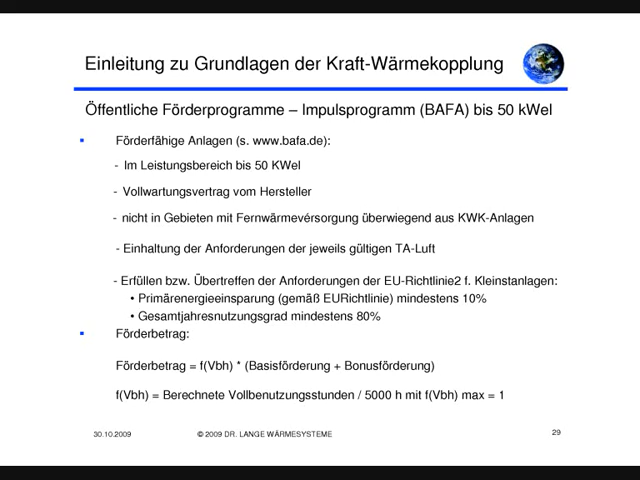 Einleitung zu Grundlagen der Kraft-Wärmekopplung
Öffentliche Förderprogramme – Impulsprogramm (BAFA) bis 50 kWel
▪ Förderfähige Anlagen (s. www.bafa.de):
- Im Leistungsbereich bis 50 KWel
- Vollwartungsvertrag vom Hersteller
- nicht in Gebieten mit Fernwärmevérsorgung überwiegend aus KWK-Anlagen
- Einhaltung der Anforderungen der jeweils gültigen TA-Luft
- Erfüllen bzw. Übertreffen der Anforderungen der EU-Richtlinie2 f. Kleinstanlagen:
• Primärenergieeinsparung (gemäß EURichtlinie) mindestens 10%
• Gesamtjahresnutzungsgrad mindestens 80%
▪ Förderbetrag:
Förderbetrag = f(Vbh) * (Basisförderung + Bonusförderung)
f(Vbh) = Berechnete Vollbenutzungsstunden / 5000 h mit f(Vbh) max = 1
30.10.2009 © 2009 DR. LANGE WÄRMESYSTEME 29